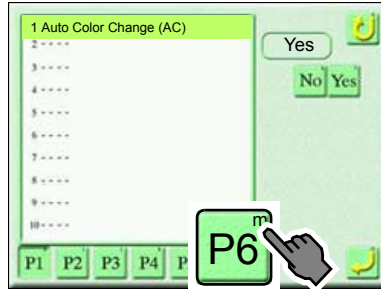 1 Auto Color Change (AC)
2 - - - -
3 - - - -
4 - - - -
5 - - - -
6 - - - -
7 - - - -
8 - - - -
9 - - - -
10 - - - -
Yes
No Yes
P1 P2 P3 P4 P
m
P6